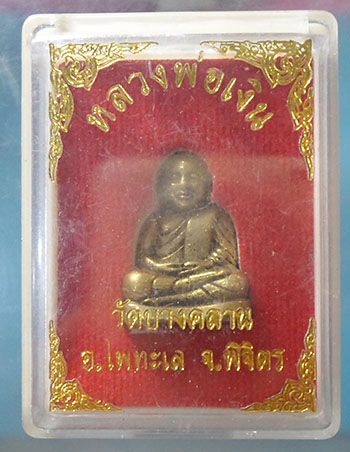 หลวงพ่อเงิน
วัดบางคลาน
อ.โพทะเล จ.พิจิตร